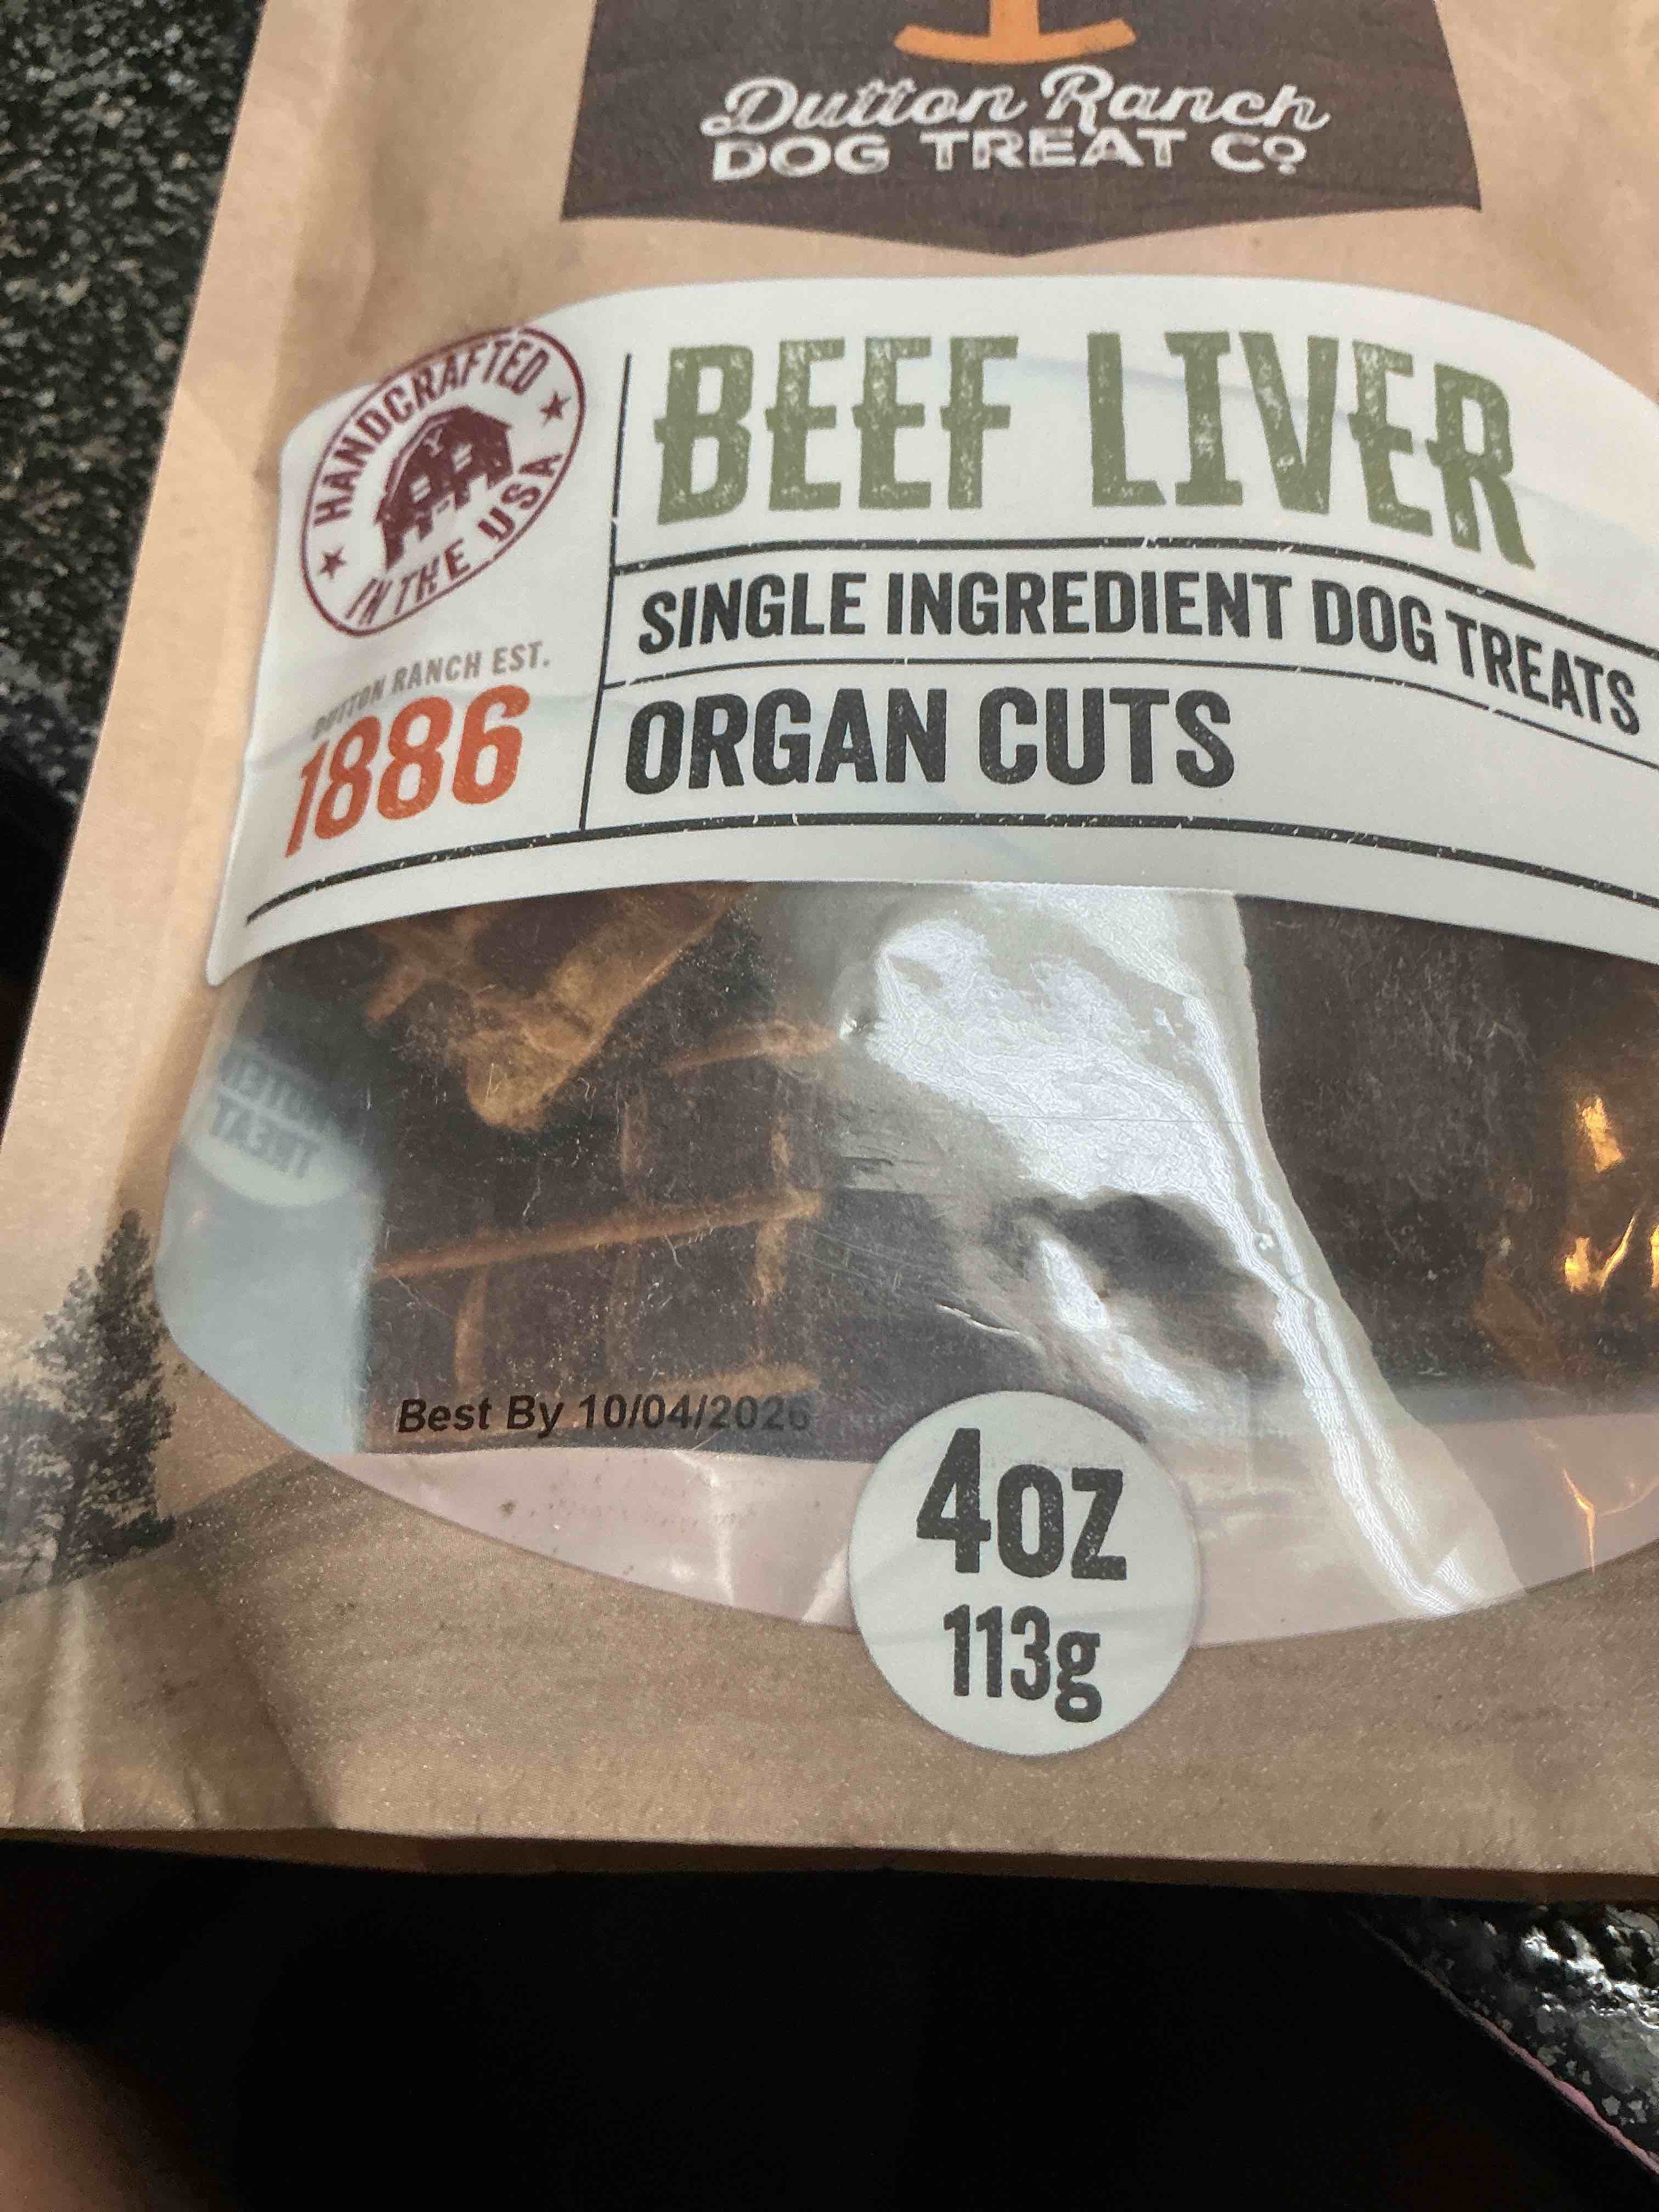 Dutton Ranch
DOG TREAT CO
HANDCRAFTED
IN THE USA
DUTTON RANCH EST.
1886
BEEF LIVER
SINGLE INGREDIENT DOG TREATS
ORGAN CUTS
TREAT
Best By 10/04/2026
4oz
113g